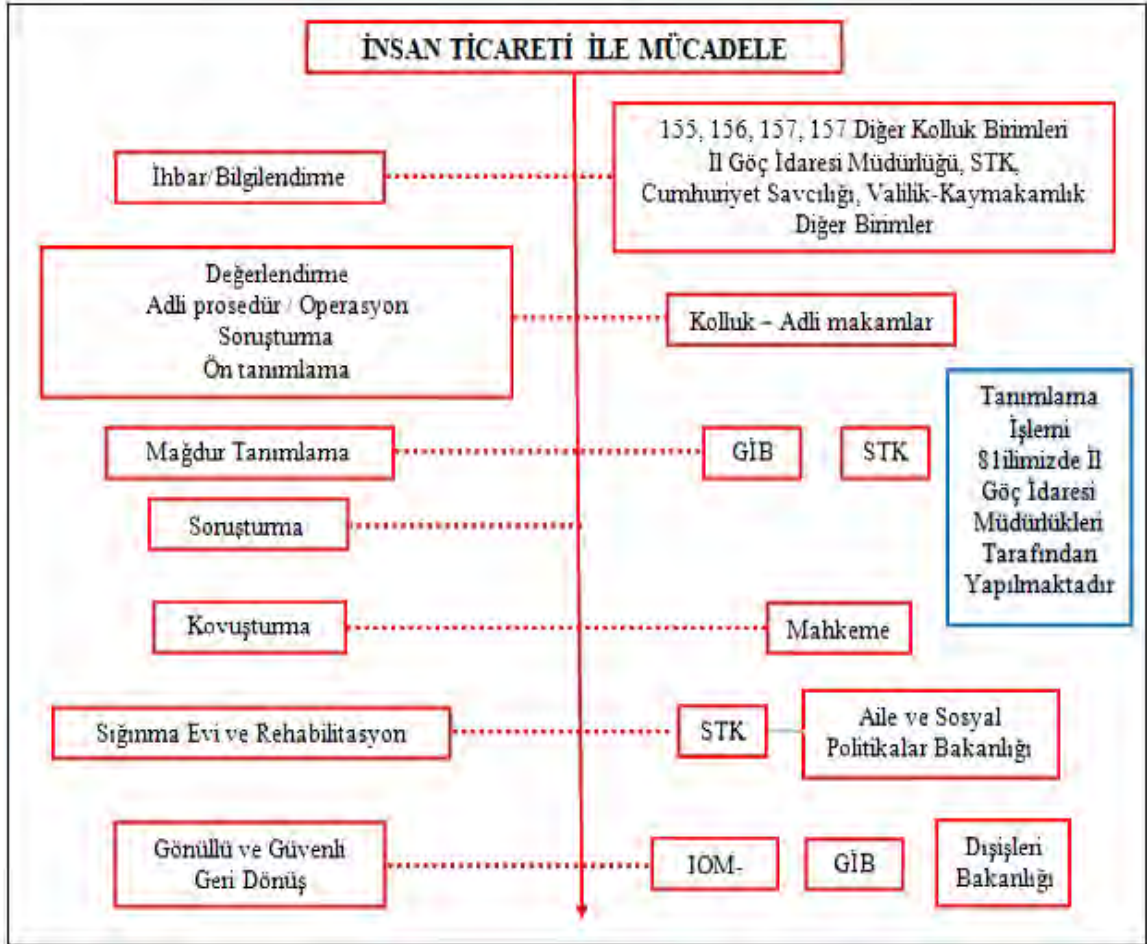 İNSAN TİCARETİ İLE MÜCADELE
İhbar/Bilgilendirme
155, 156, 157, 157 Diğer Kolluk Birimleri
İl Göç İdaresi Müdürlüğü, STK,
Cumhuriyet Savcılığı, Valilik-Kaymakamlık
Diğer Birimler
Değerlendirme
Adli prosedür / Operasyon
Soruşturma
Ön tanımlama
Kolluk – Adli makamlar
Mağdur Tanımlama
GİB
STK
Tanımlama
İşlemi
81ilimizde İl
Göç İdaresi
Müdürlükleri
Tarafından
Yapılmaktadır
Soruşturma
Kovuşturma
Mahkeme
Sığınma Evi ve Rehabilitasyon
STK
Aile ve Sosyal
Politikalar Bakanlığı
Gönüllü ve Güvenli
Geri Dönüş
IOM-
GİB
Dışişleri
Bakanlığı